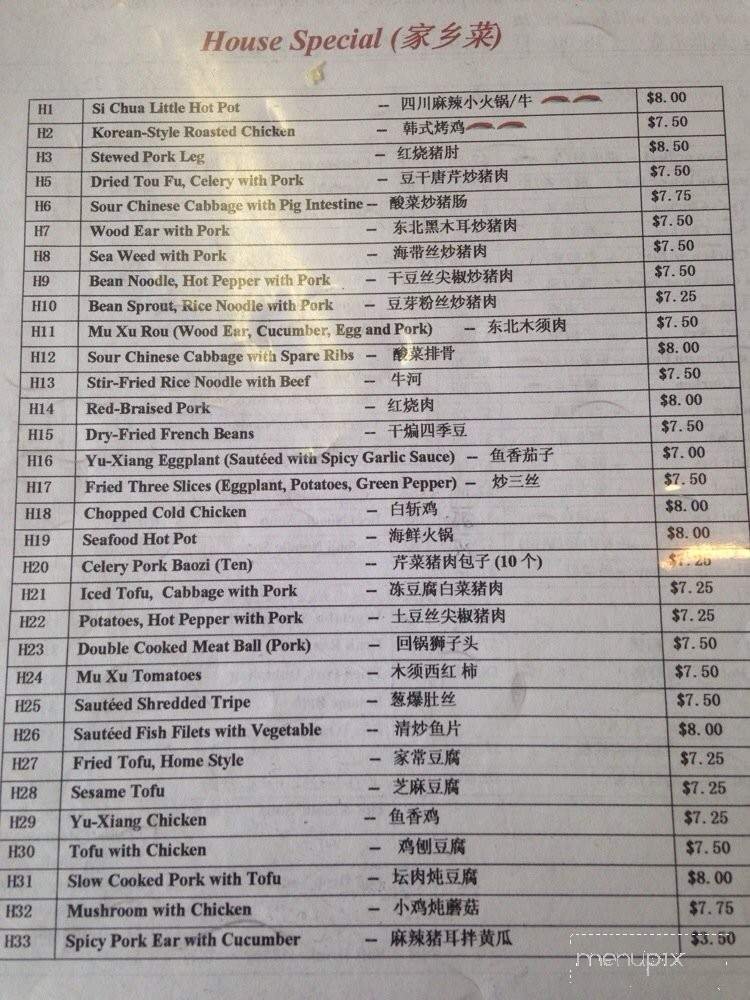 House Special (家乡菜)
H1 Si Chua Little Hot Pot -- 四川麻辣小火锅/牛 $8.00
H2 Korean-Style Roasted Chicken -- 韩式烤鸡 $7.50
H3 Stewed Pork Leg -- 红烧猪肘 $8.50
H5 Dried Tou Fu, Celery with Pork -- 豆干唐芹炒猪肉 $7.50
H6 Sour Chinese Cabbage with Pig Intestine -- 酸菜炒猪肠 $7.75
H7 Wood Ear with Pork -- 东北黑木耳炒猪肉 $7.50
H8 Sea Weed with Pork -- 海带丝炒猪肉 $7.50
H9 Bean Noodle, Hot Pepper with Pork -- 干豆丝尖椒炒猪肉 $7.50
H10 Bean Sprout, Rice Noodle with Pork -- 豆芽粉丝炒猪肉 $7.25
H11 Mu Xu Rou (Wood Ear, Cucumber, Egg and Pork) -- 东北木须肉 $7.50
H12 Sour Chinese Cabbage with Spare Ribs -- 酸菜排骨 $8.00
H13 Stir-Fried Rice Noodle with Beef -- 牛河 $7.50
H14 Red-Braised Pork -- 红烧肉 $8.00
H15 Dry-Fried French Beans -- 干煸四季豆 $7.50
H16 Yu-Xiang Eggplant (Sautéed with Spicy Garlic Sauce) -- 鱼香茄子 $7.00
H17 Fried Three Slices (Eggplant, Potatoes, Green Pepper) -- 炒三丝 $7.50
H18 Chopped Cold Chicken -- 白斩鸡 $8.00
H19 Seafood Hot Pot -- 海鲜火锅 $8.00
H20 Celery Pork Baozi (Ten) -- 芹菜猪肉包子 (10 个)
H21 Iced Tofu, Cabbage with Pork -- 冻豆腐白菜猪肉 $7.25
H22 Potatoes, Hot Pepper with Pork -- 土豆丝尖椒猪肉 $7.25
H23 Double Cooked Meat Ball (Pork) -- 回锅狮子头 $7.50
H24 Mu Xu Tomatoes -- 木须西红 柿 $7.50
H25 Sautéed Shredded Tripe -- 葱爆肚丝 $7.50
H26 Sautéed Fish Filets with Vegetable -- 清炒鱼片 $8.00
H27 Fried Tofu, Home Style -- 家常豆腐 $7.25
H28 Sesame Tofu -- 芝麻豆腐 $7.25
H29 Yu-Xiang Chicken -- 鱼香鸡 $7.25
H30 Tofu with Chicken -- 鸡刨豆腐 $7.50
H31 Slow Cooked Pork with Tofu -- 坛肉炖豆腐 $8.00
H32 Mushroom with Chicken -- 小鸡炖蘑菇 $7.75
H33 Spicy Pork Ear with Cucumber -- 麻辣猪耳拌黄瓜 $3.50
menupix